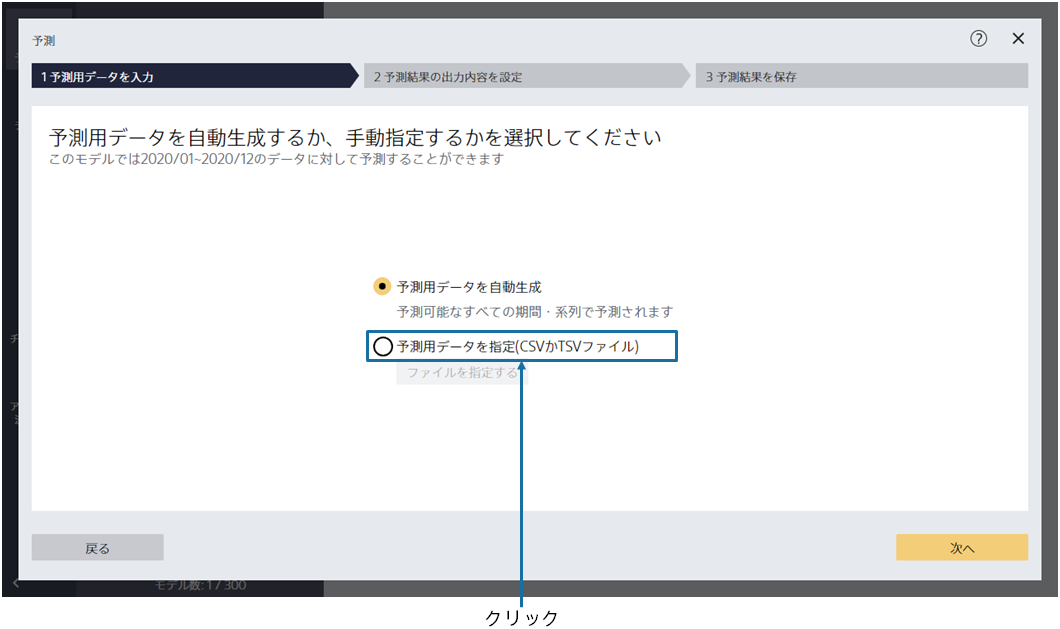 予測
1 予測用データを入力
2 予測結果の出力内容を設定
3 予測結果を保存
予測用データを自動生成するか、手動指定するかを選択してください
このモデルでは2020/01~2020/12のデータに対して予測することができます
予測用データを自動生成
予測可能なすべての期間・系列で予測されます
予測用データを指定(CSVかTSVファイル)
ファイルを指定する
戻る
次へ
モデル数: 1 / 300
クリック